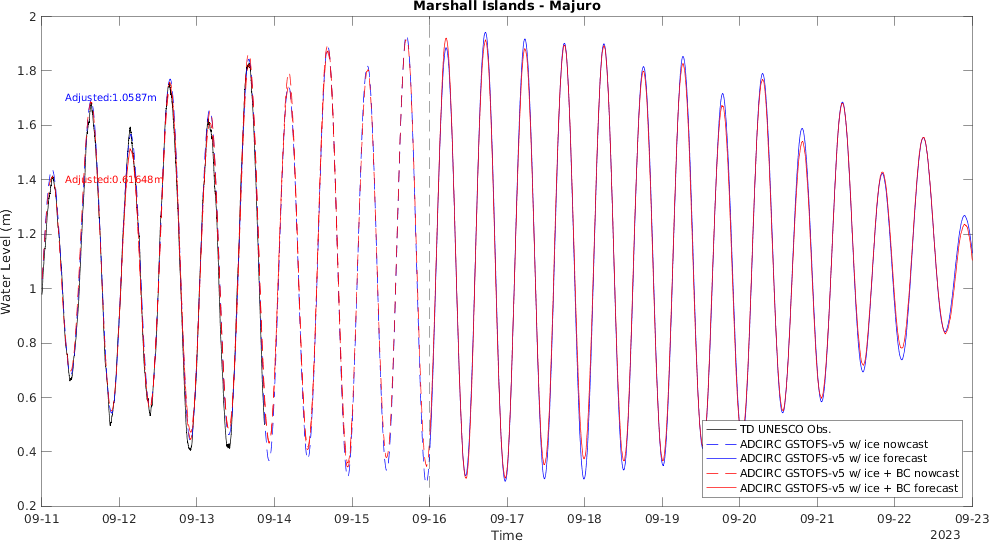 Marshall Islands - Majuro
2
1.8
1.6
1.4
1.2
1
0.8
0.6
0.4
0.2
Water Level (m)
Adjusted:1.0587m
Adjusted:0.61648m
TD UNESCO Obs.
ADCIRC GSTOFS-v5 w/ ice nowcast
ADCIRC GSTOFS-v5 w/ ice forecast
ADCIRC GSTOFS-v5 w/ ice + BC nowcast
ADCIRC GSTOFS-v5 w/ ice + BC forecast
09-11 09-12 09-13 09-14 09-15 09-16 09-17 09-18 09-19 09-20 09-21 09-22 09-23
Time
2023